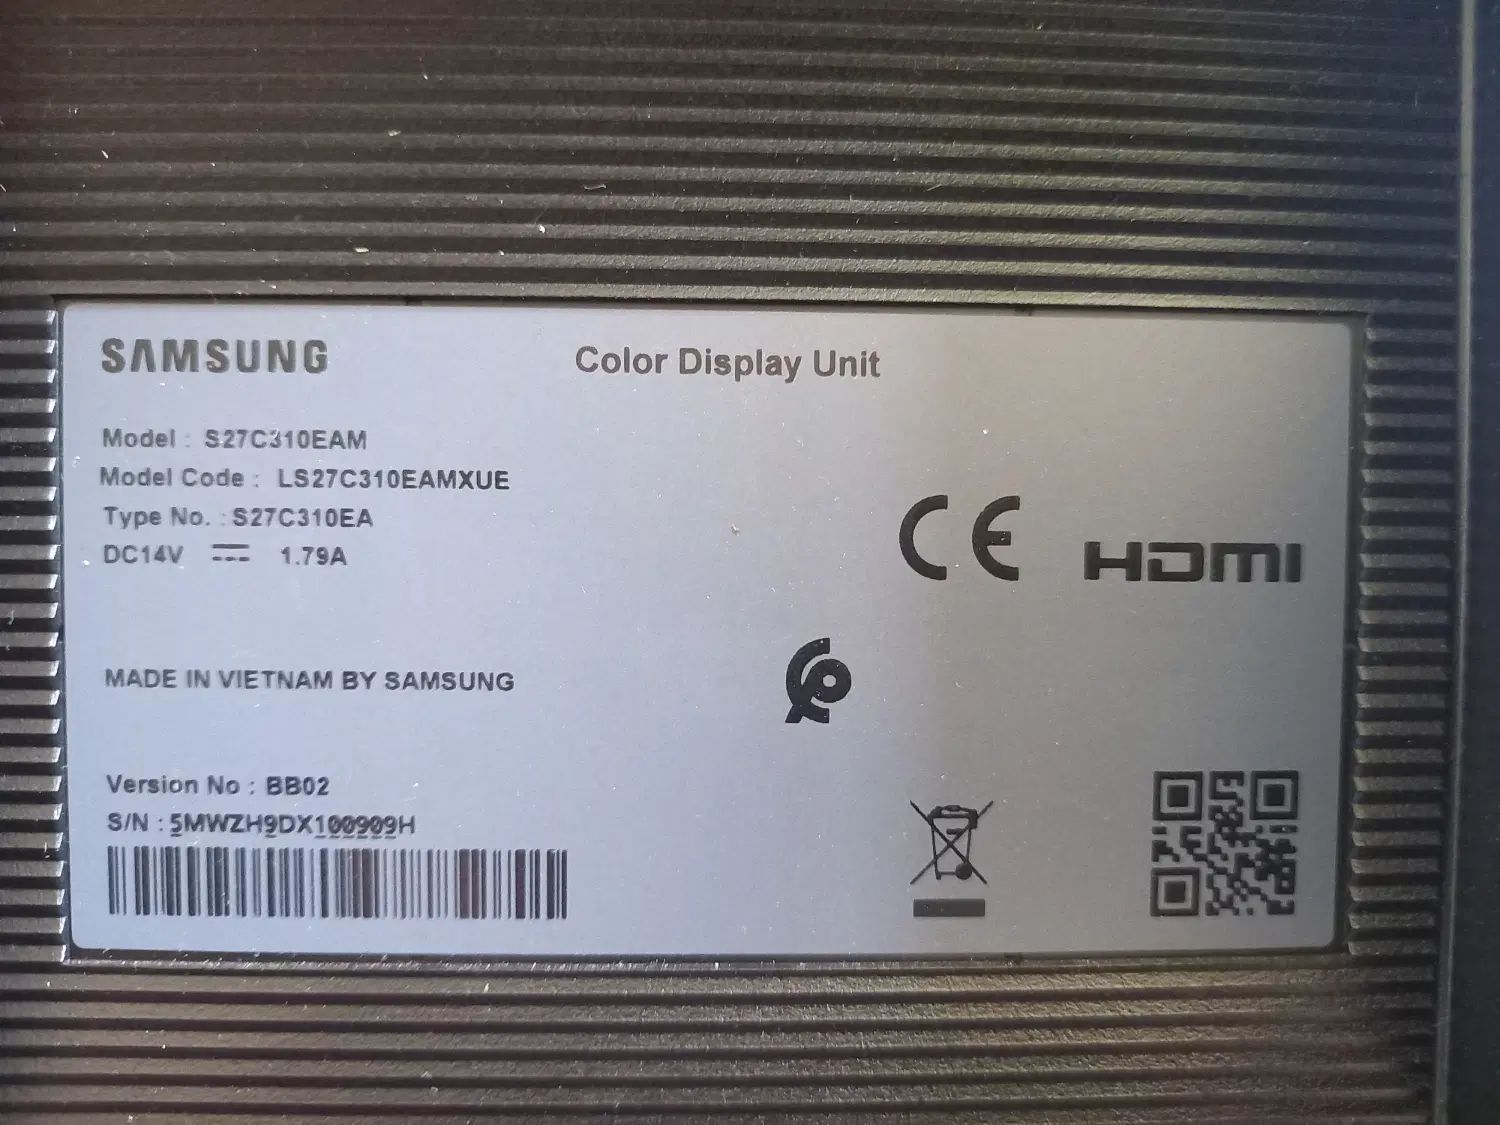 SAMSUNG
Color Display Unit
Model : S27C310EAM
Model Code : LS27C310EAMXUE
Type No. : S27C310EA
DC14V 1.79A
CE
HDMI
MADE IN VIETNAM BY SAMSUNG
Version No : BB02
S/N : 5MWZH9DX100909H